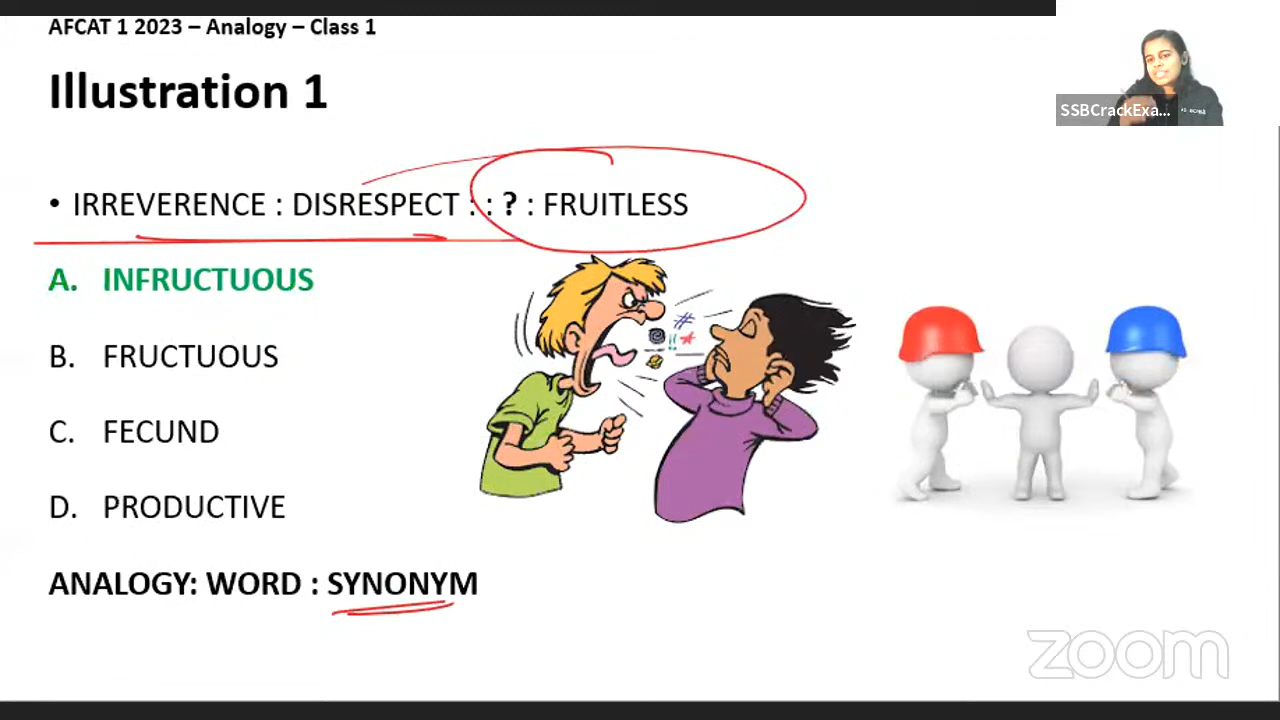 AFCAT 1 2023 – Analogy – Class 1
Illustration 1
SSBCrackExa...
• IRREVERENCE : DISRESPECT : : ? : FRUITLESS
A. INFRUCTUOUS
B. FRUCTUOUS
C. FECUND
D. PRODUCTIVE
ANALOGY: WORD : SYNONYM
zoom